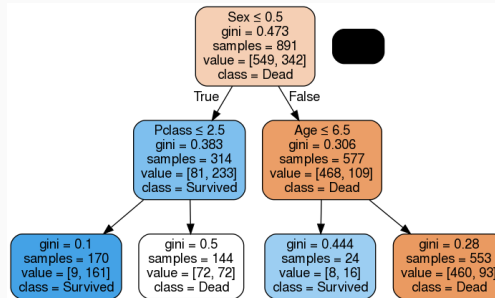 Sex ≤ 0.5
gini = 0.473
samples = 891
value = [549, 342]
class = Dead
True
False
Pclass ≤ 2.5
gini = 0.383
samples = 314
value = [81, 233]
class = Survived
Age ≤ 6.5
gini = 0.306
samples = 577
value = [468, 109]
class = Dead
gini = 0.1
samples = 170
value = [9, 161]
class = Survived
gini = 0.5
samples = 144
value = [72, 72]
class = Dead
gini = 0.444
samples = 24
value = [8, 16]
class = Survived
gini = 0.28
samples = 553
value = [460, 93]
class = Dead